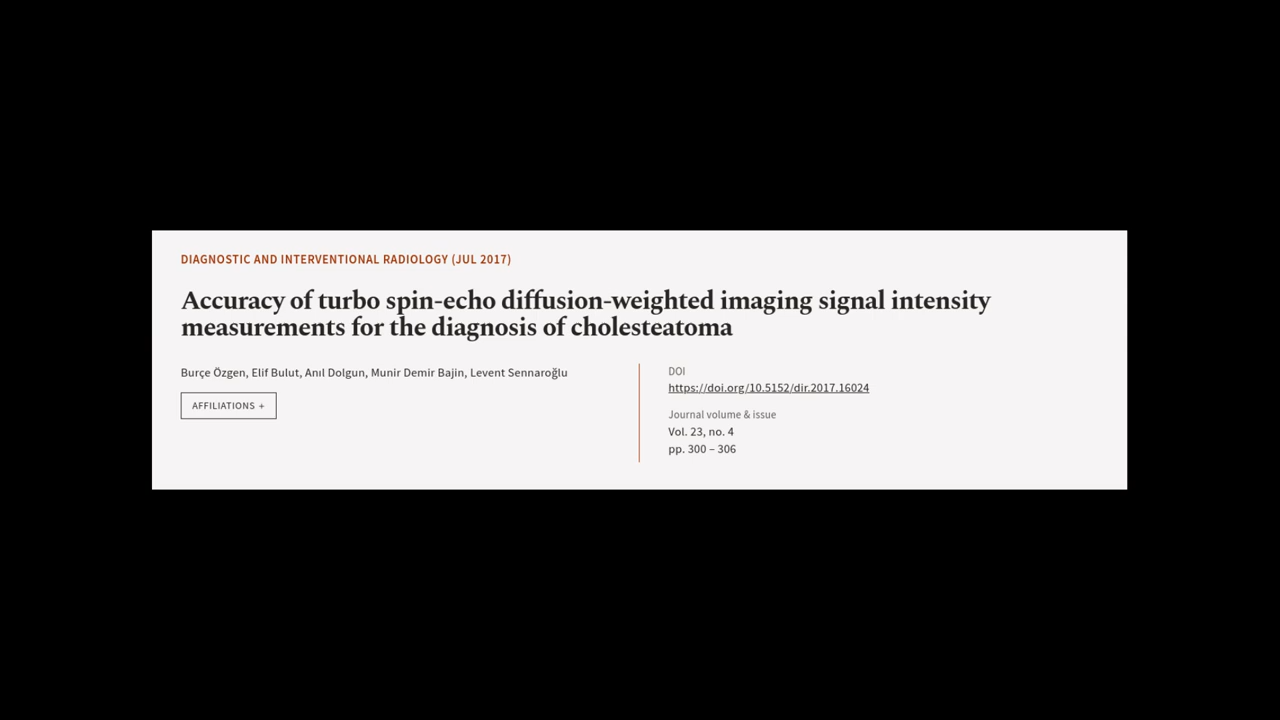 DIAGNOSTIC AND INTERVENTIONAL RADIOLOGY (JUL 2017)
Accuracy of turbo spin-echo diffusion-weighted imaging signal intensity
measurements for the diagnosis of cholesteatoma
Burçe Özgen, Elif Bulut, Anıl Dolgun, Munir Demir Bajin, Levent Sennaroğlu
AFFILIATIONS +
DOI
https://doi.org/10.5152/dir.2017.16024
Journal volume & issue
Vol. 23, no. 4
pp. 300 – 306